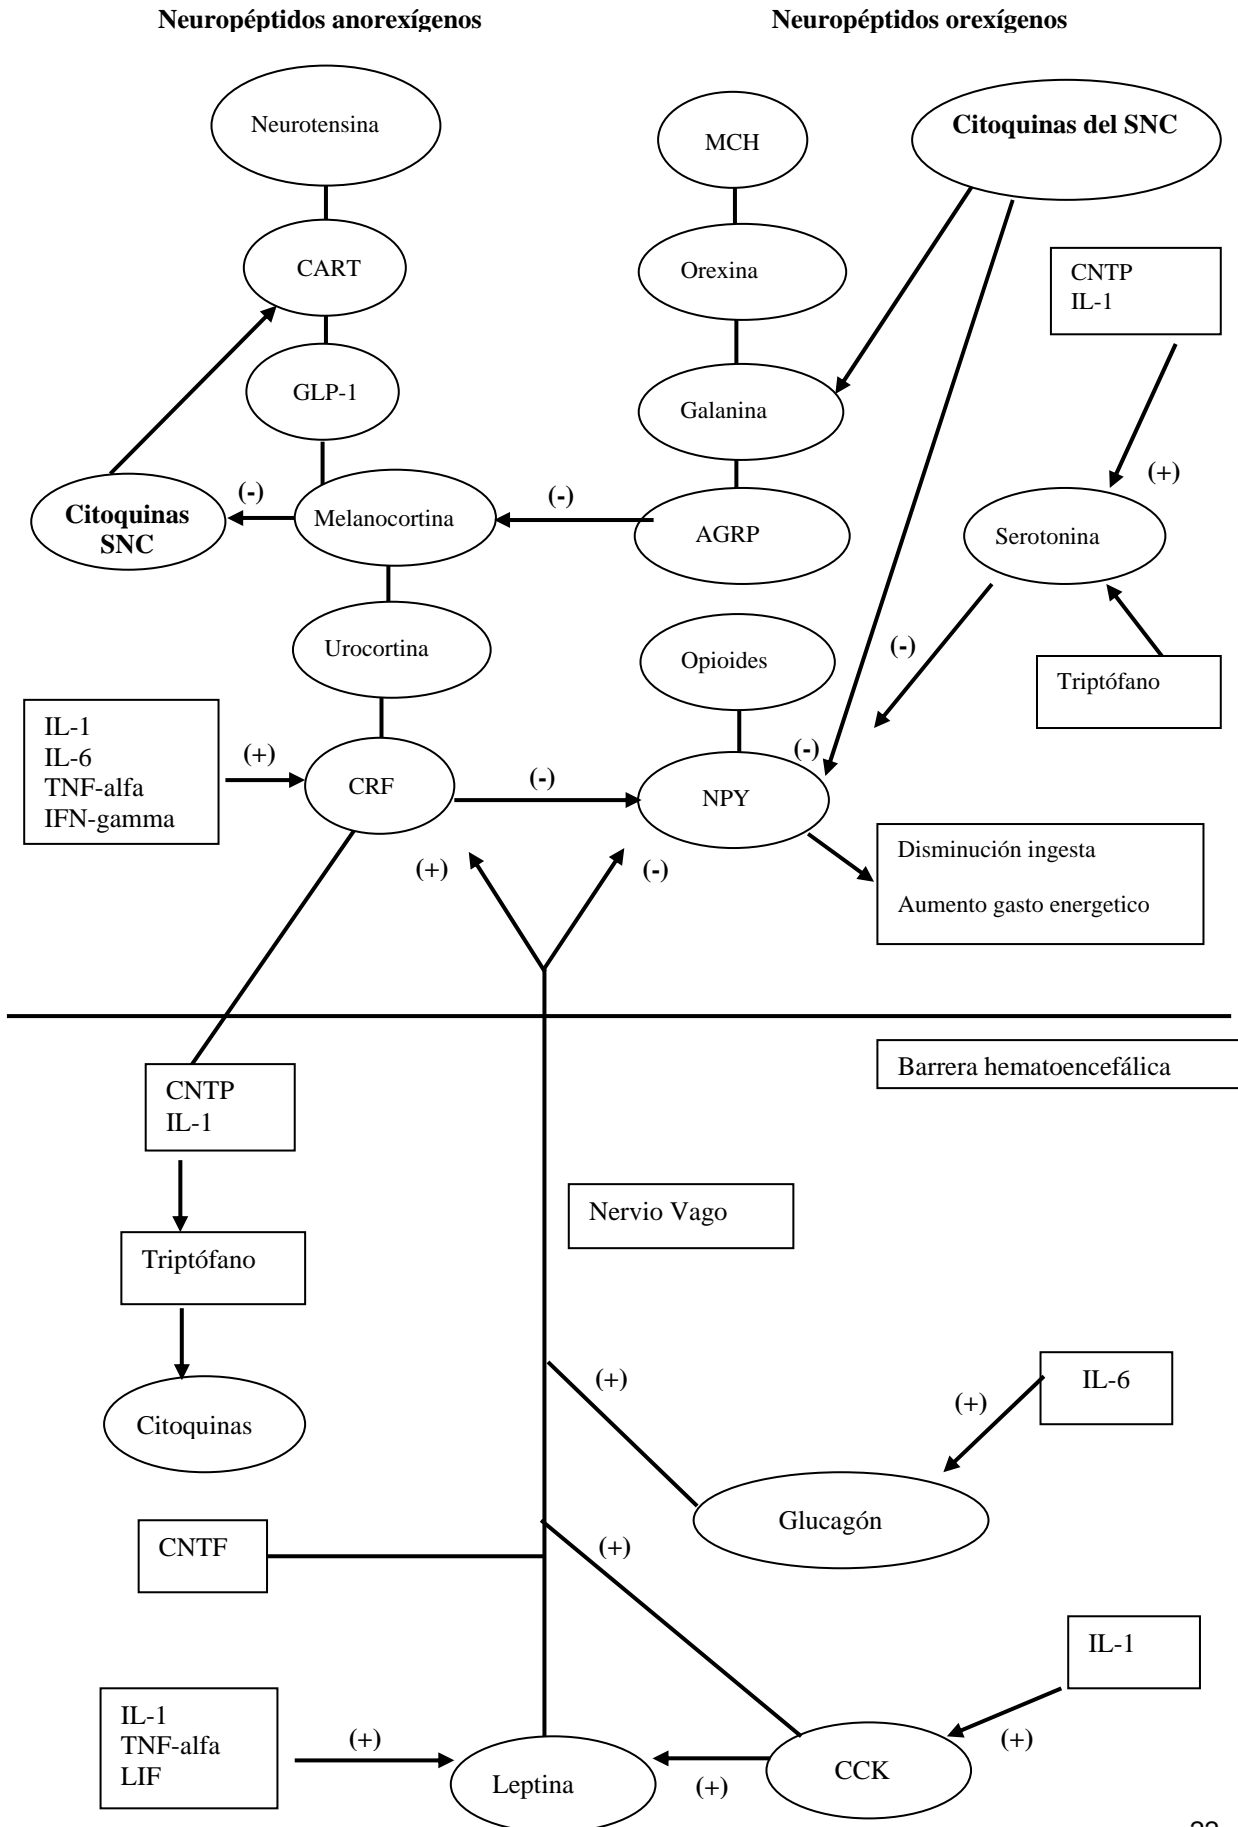 Neuropéptidos anorexígenos
Neuropéptidos orexígenos
Neurotensina
MCH
Citoquinas del SNC
CART
Orexina
CNTP
IL-1
GLP-1
Galanina
(+)
(-)
Citoquinas
SNC
Melanocortina
(-)
AGRP
Serotonina
Urocortina
Opioides
(-)
Triptófano
IL-1
IL-6
TNF-alfa
IFN-gamma
(+)
CRF
(-)
NPY
(-)
Disminución ingesta
Aumento gasto energetico
(+)
(-)
Barrera hematoencefálica
CNTP
IL-1
Nervio Vago
Triptófano
Citoquinas
(+)
(+)
IL-6
Glucagón
CNTF
(+)
IL-1
IL-1
TNF-alfa
LIF
(+)
Leptina
(+)
CCK
(+)